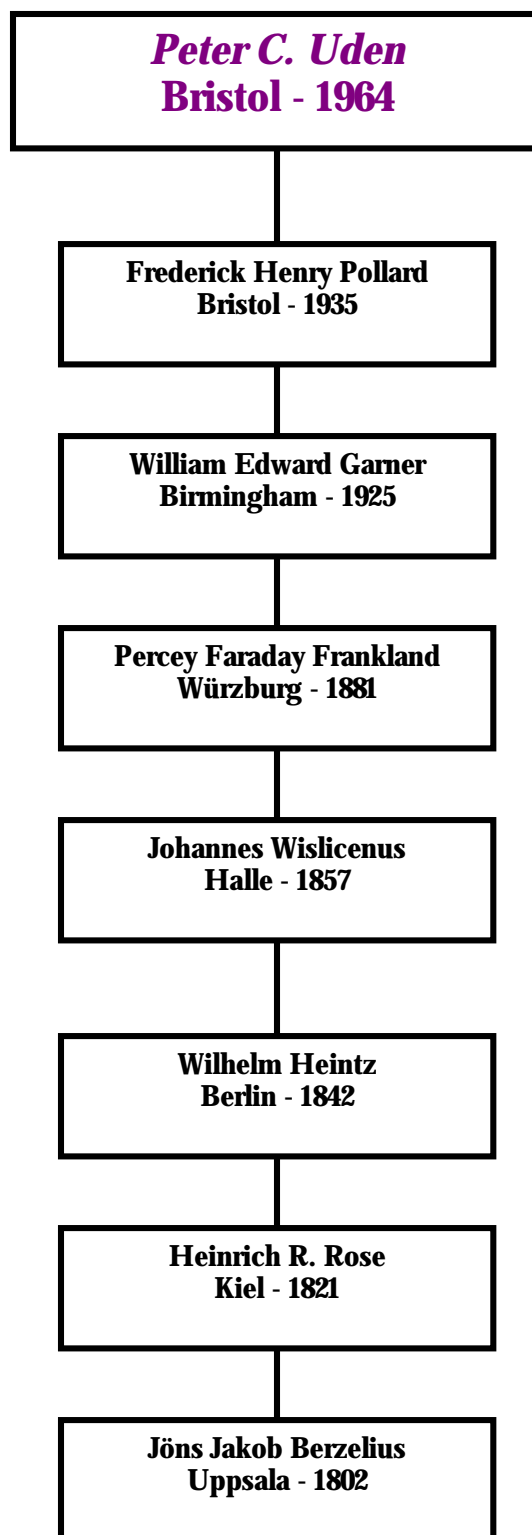 Peter C. Uden
Bristol - 1964
Frederick Henry Pollard
Bristol - 1935
William Edward Garner
Birmingham - 1925
Percey Faraday Frankland
Würzburg - 1881
Johannes Wislicenus
Halle - 1857
Wilhelm Heintz
Berlin - 1842
Heinrich R. Rose
Kiel - 1821
Jöns Jakob Berzelius
Uppsala - 1802